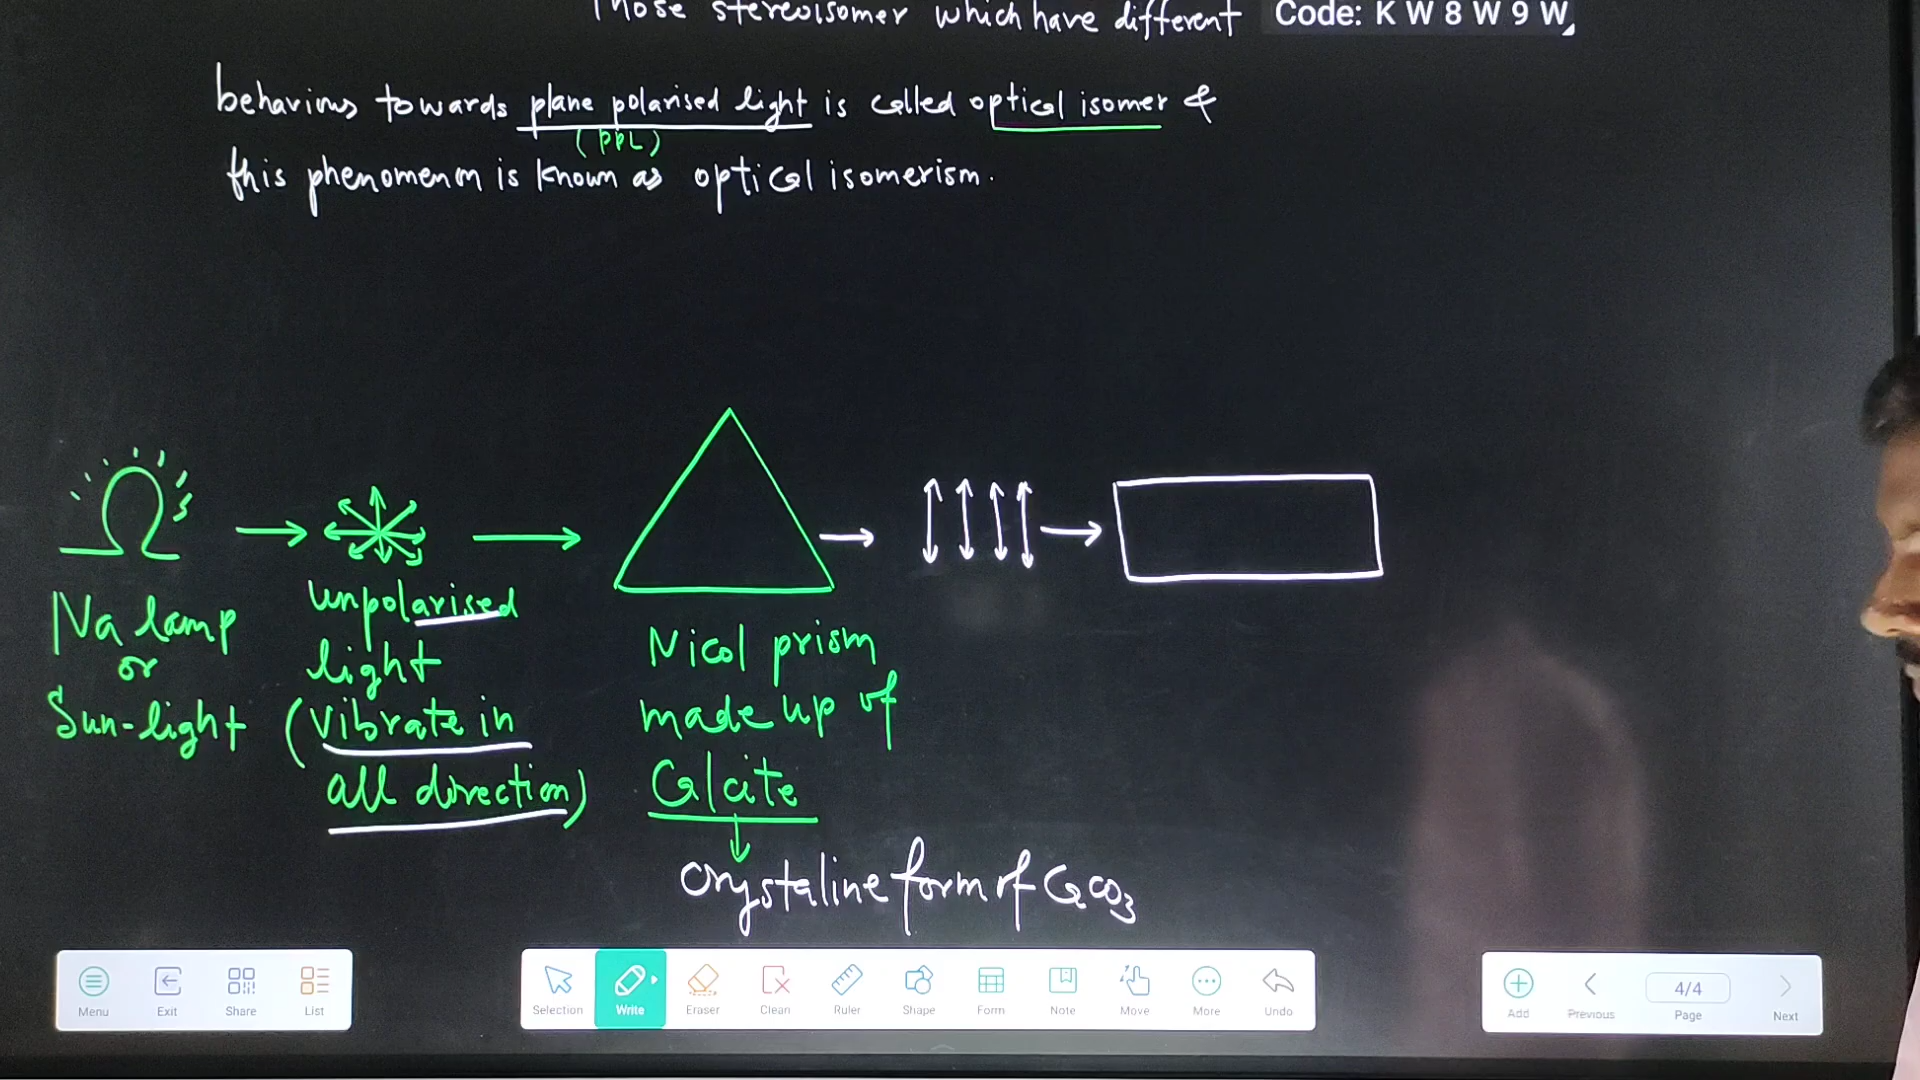 Those stereoisomer which have different
Code: K W 8 W 9 W
behaviour towards plane polarised light is called optical isomer &
(PPL)
this phenomenon is known as optical isomerism.
Na lamp
or
Sun-light
unpolarised
light
(vibrate in
all direction)
Nicol prism
made up of
Calcite
crystaline form of CaCO3
Menu
Exit
Share
List
Selection
Write
Eraser
Clean
Ruler
Shape
Form
Note
Move
More
Undo
Add
Previous
4/4
Page
Next